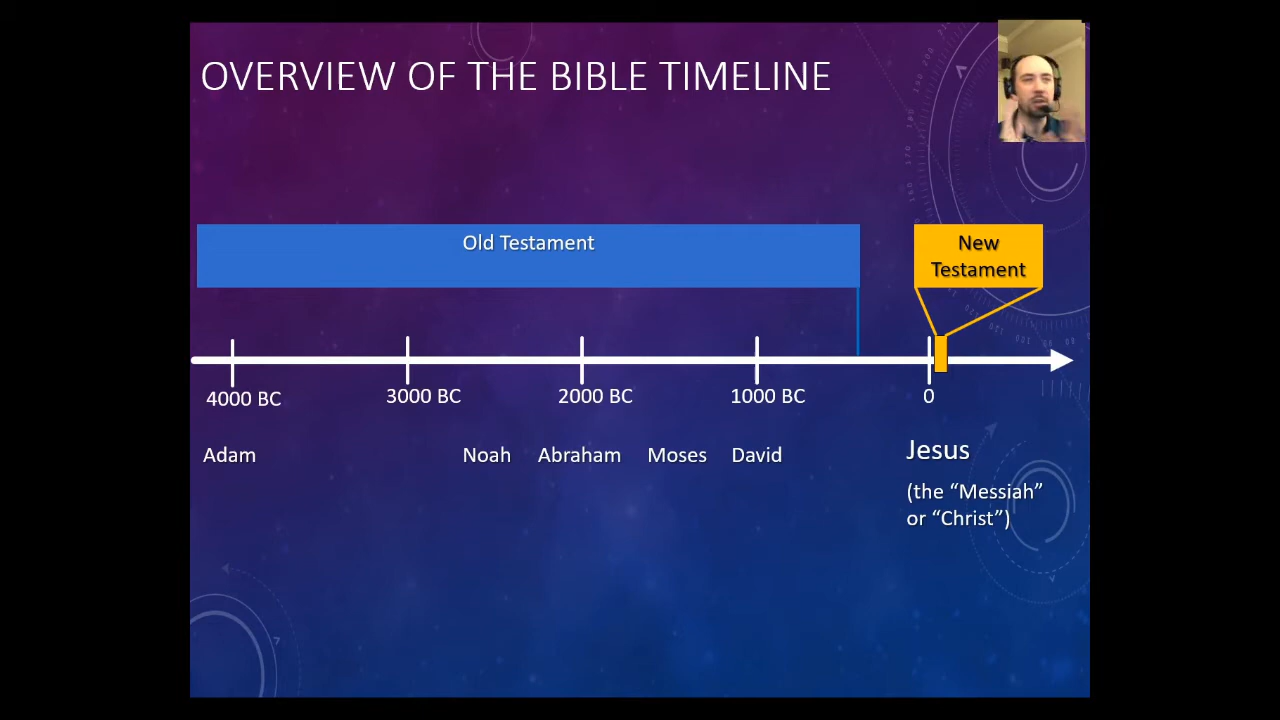 OVERVIEW OF THE BIBLE TIMELINE
Old Testament
New
Testament
4000 BC
3000 BC
2000 BC
1000 BC
0
Adam
Noah
Abraham
Moses
David
Jesus
(the “Messiah”
or “Christ”)